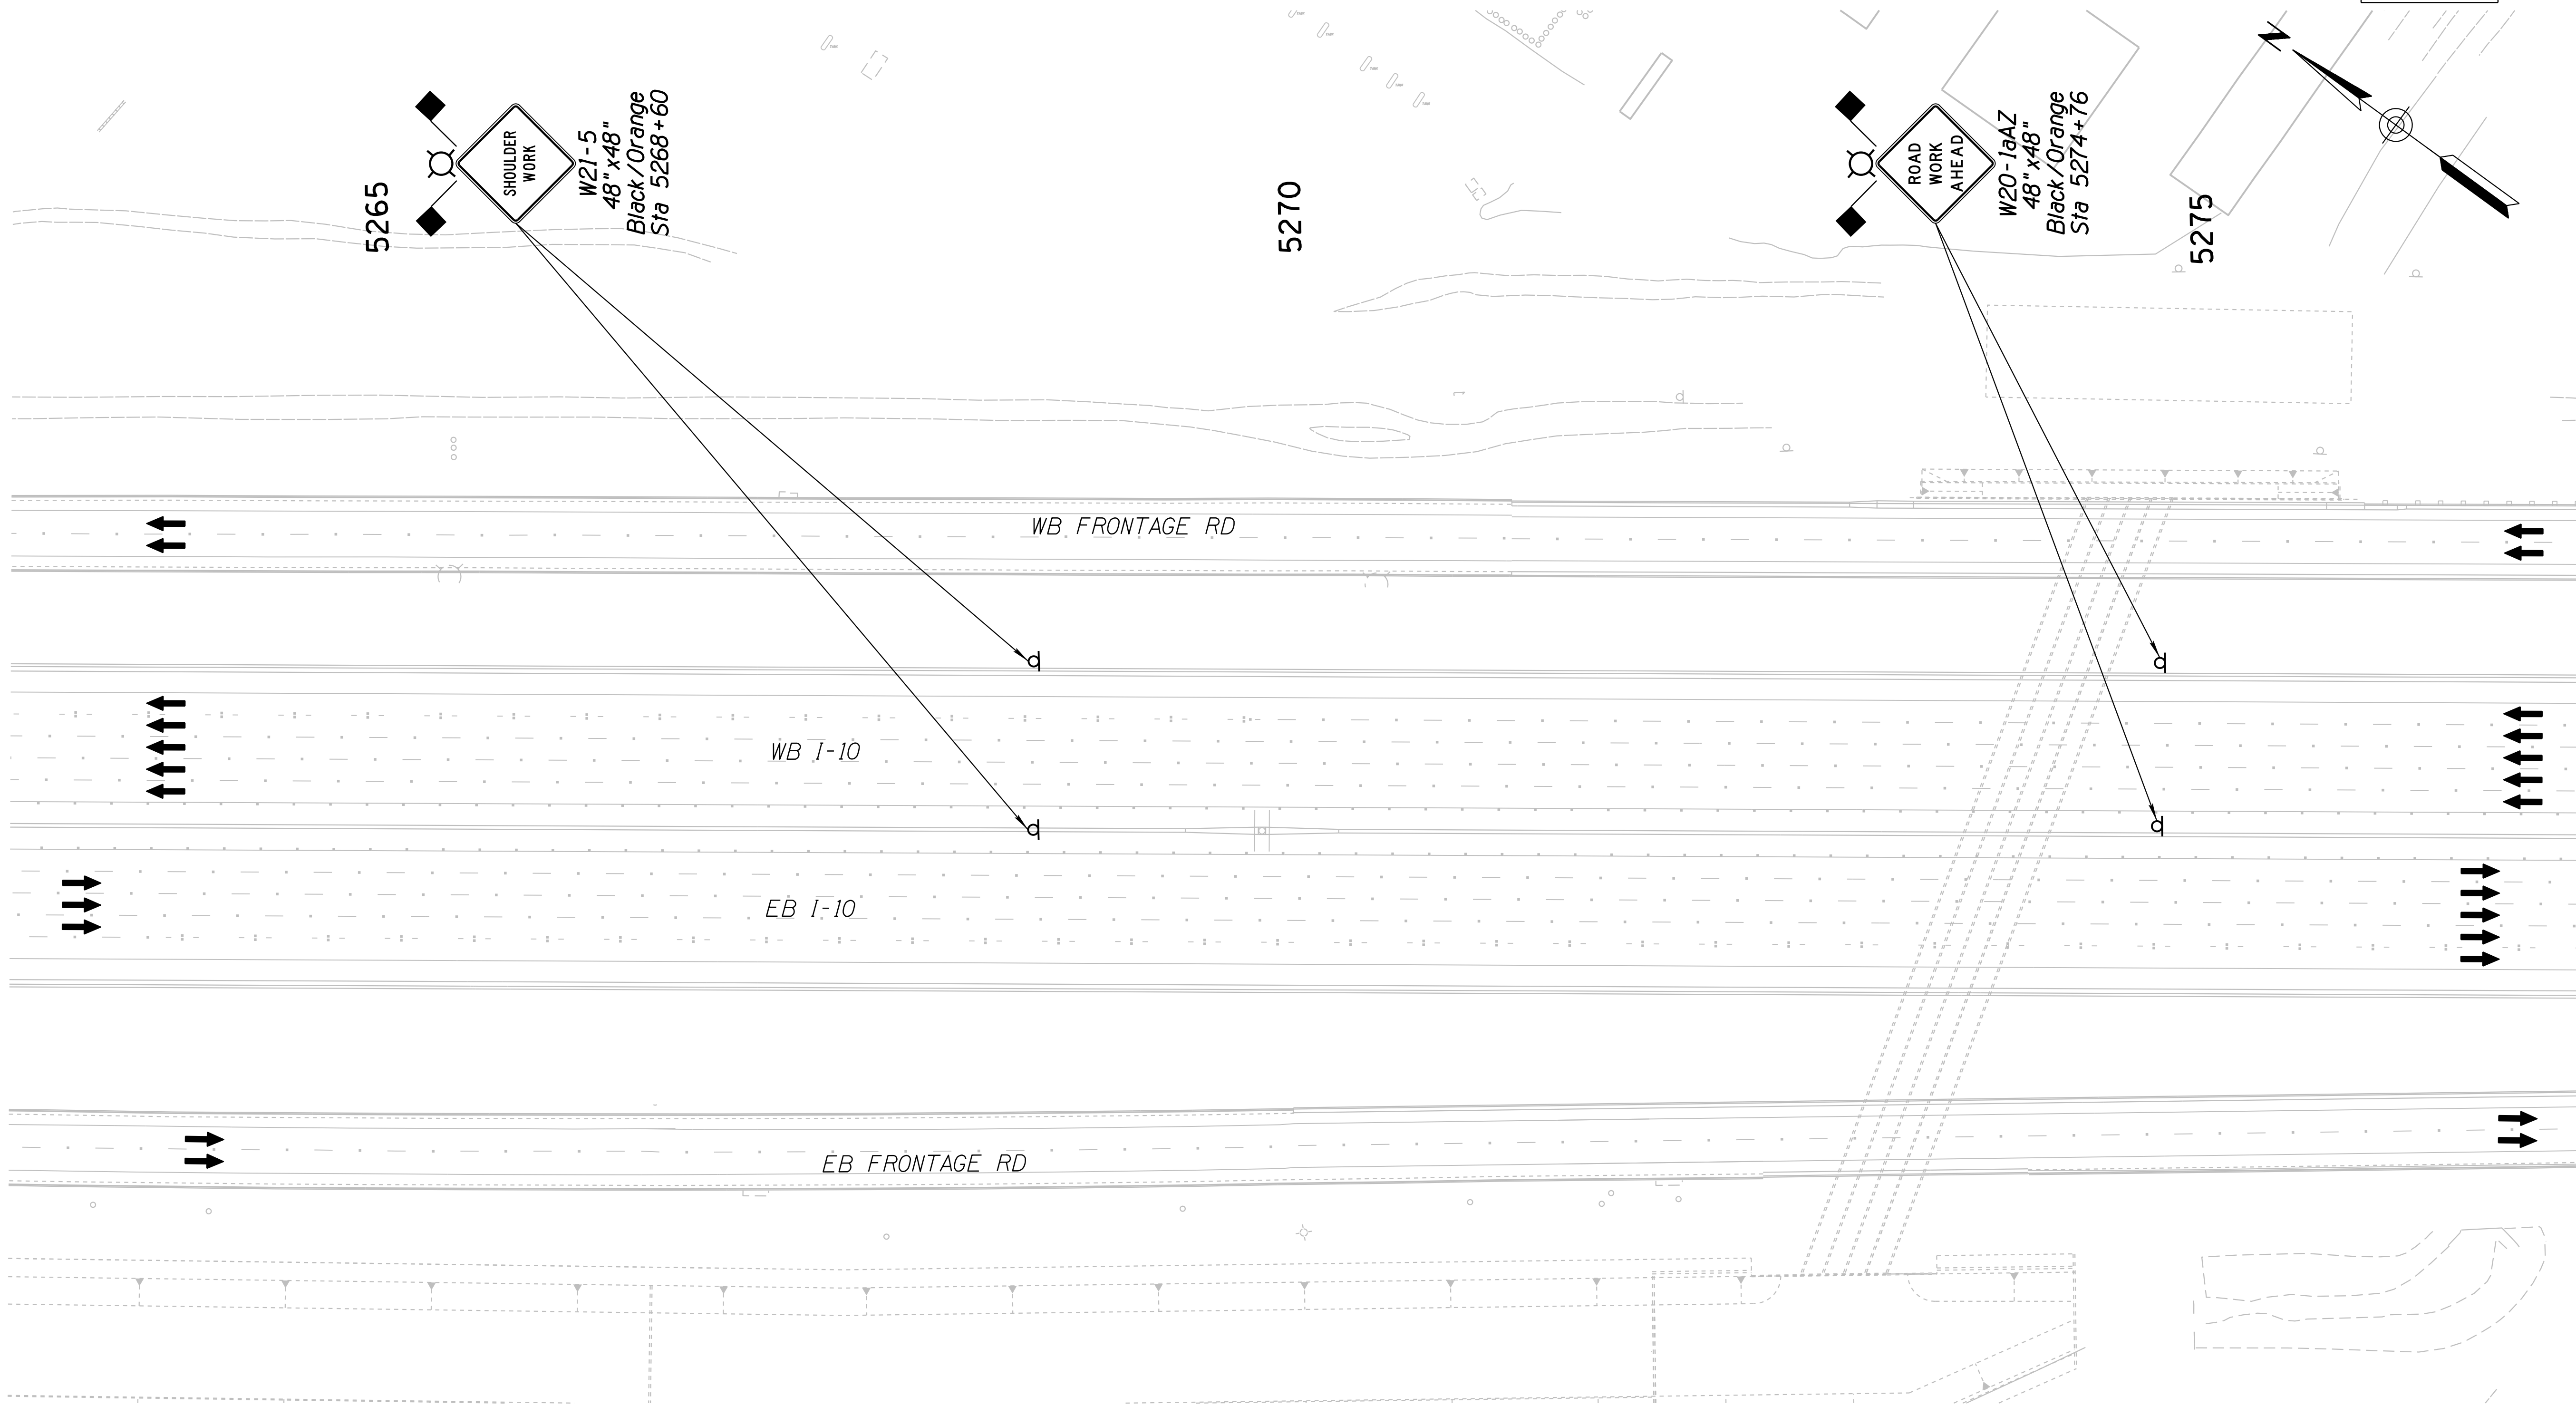 N
SHOULDER
WORK
W21-5
48"x48"
Black/Orange
Sta 5268+60
ROAD
WORK
AHEAD
W20-1aAZ
48"x48"
Black/Orange
Sta 5274+76
5265
5270
5275
WB FRONTAGE RD
WB I-10
EB I-10
EB FRONTAGE RD